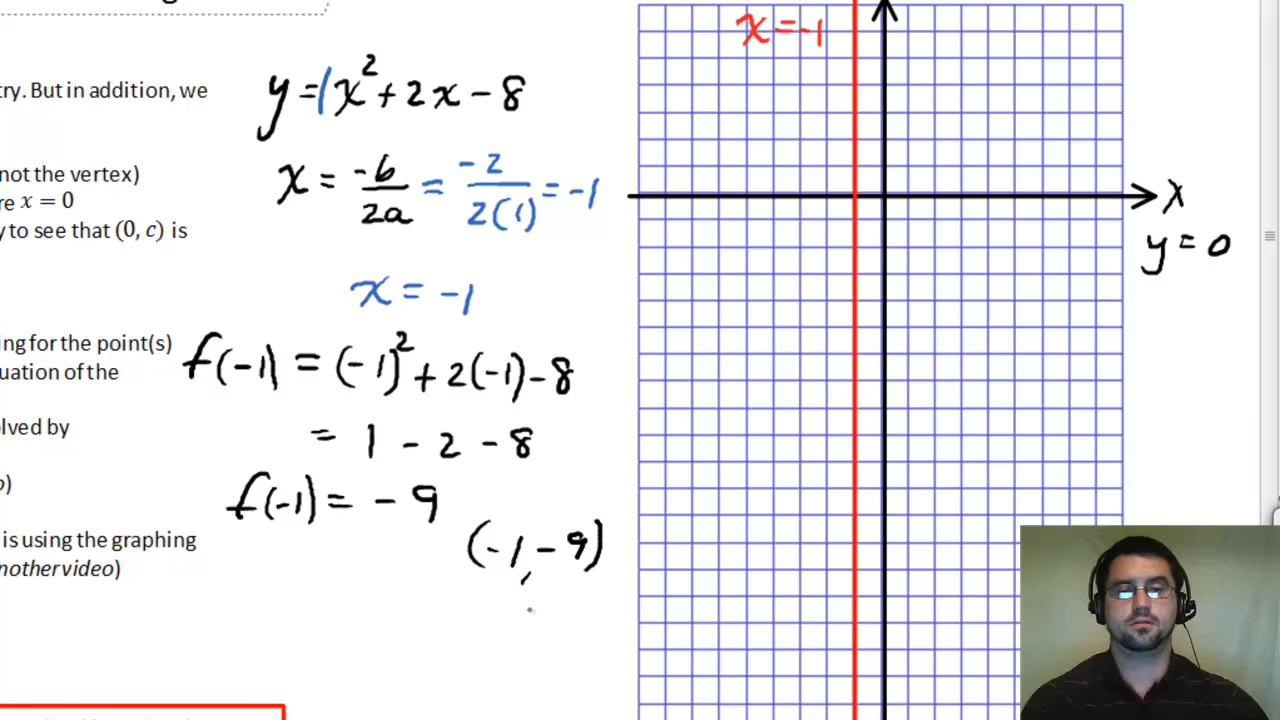 try. But in addition, we
not the vertex)
re x = 0
y to see that (0, c) is
ing for the point(s)
uation of the
lved by
o)
is using the graphing
nother video)
y = 1x² + 2x - 8
x = -b/2a = -2/2(1) = -1
x = -1
f(-1) = (-1)² + 2(-1) - 8
= 1 - 2 - 8
f(-1) = -9
(-1, -9)
x = -1
x
y = 0